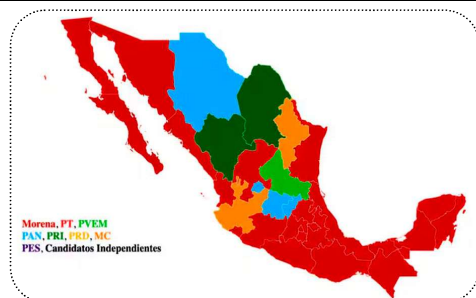 Morena, PT, PVEM
PAN, PRI, PRD, MC
PES, Candidatos Independientes